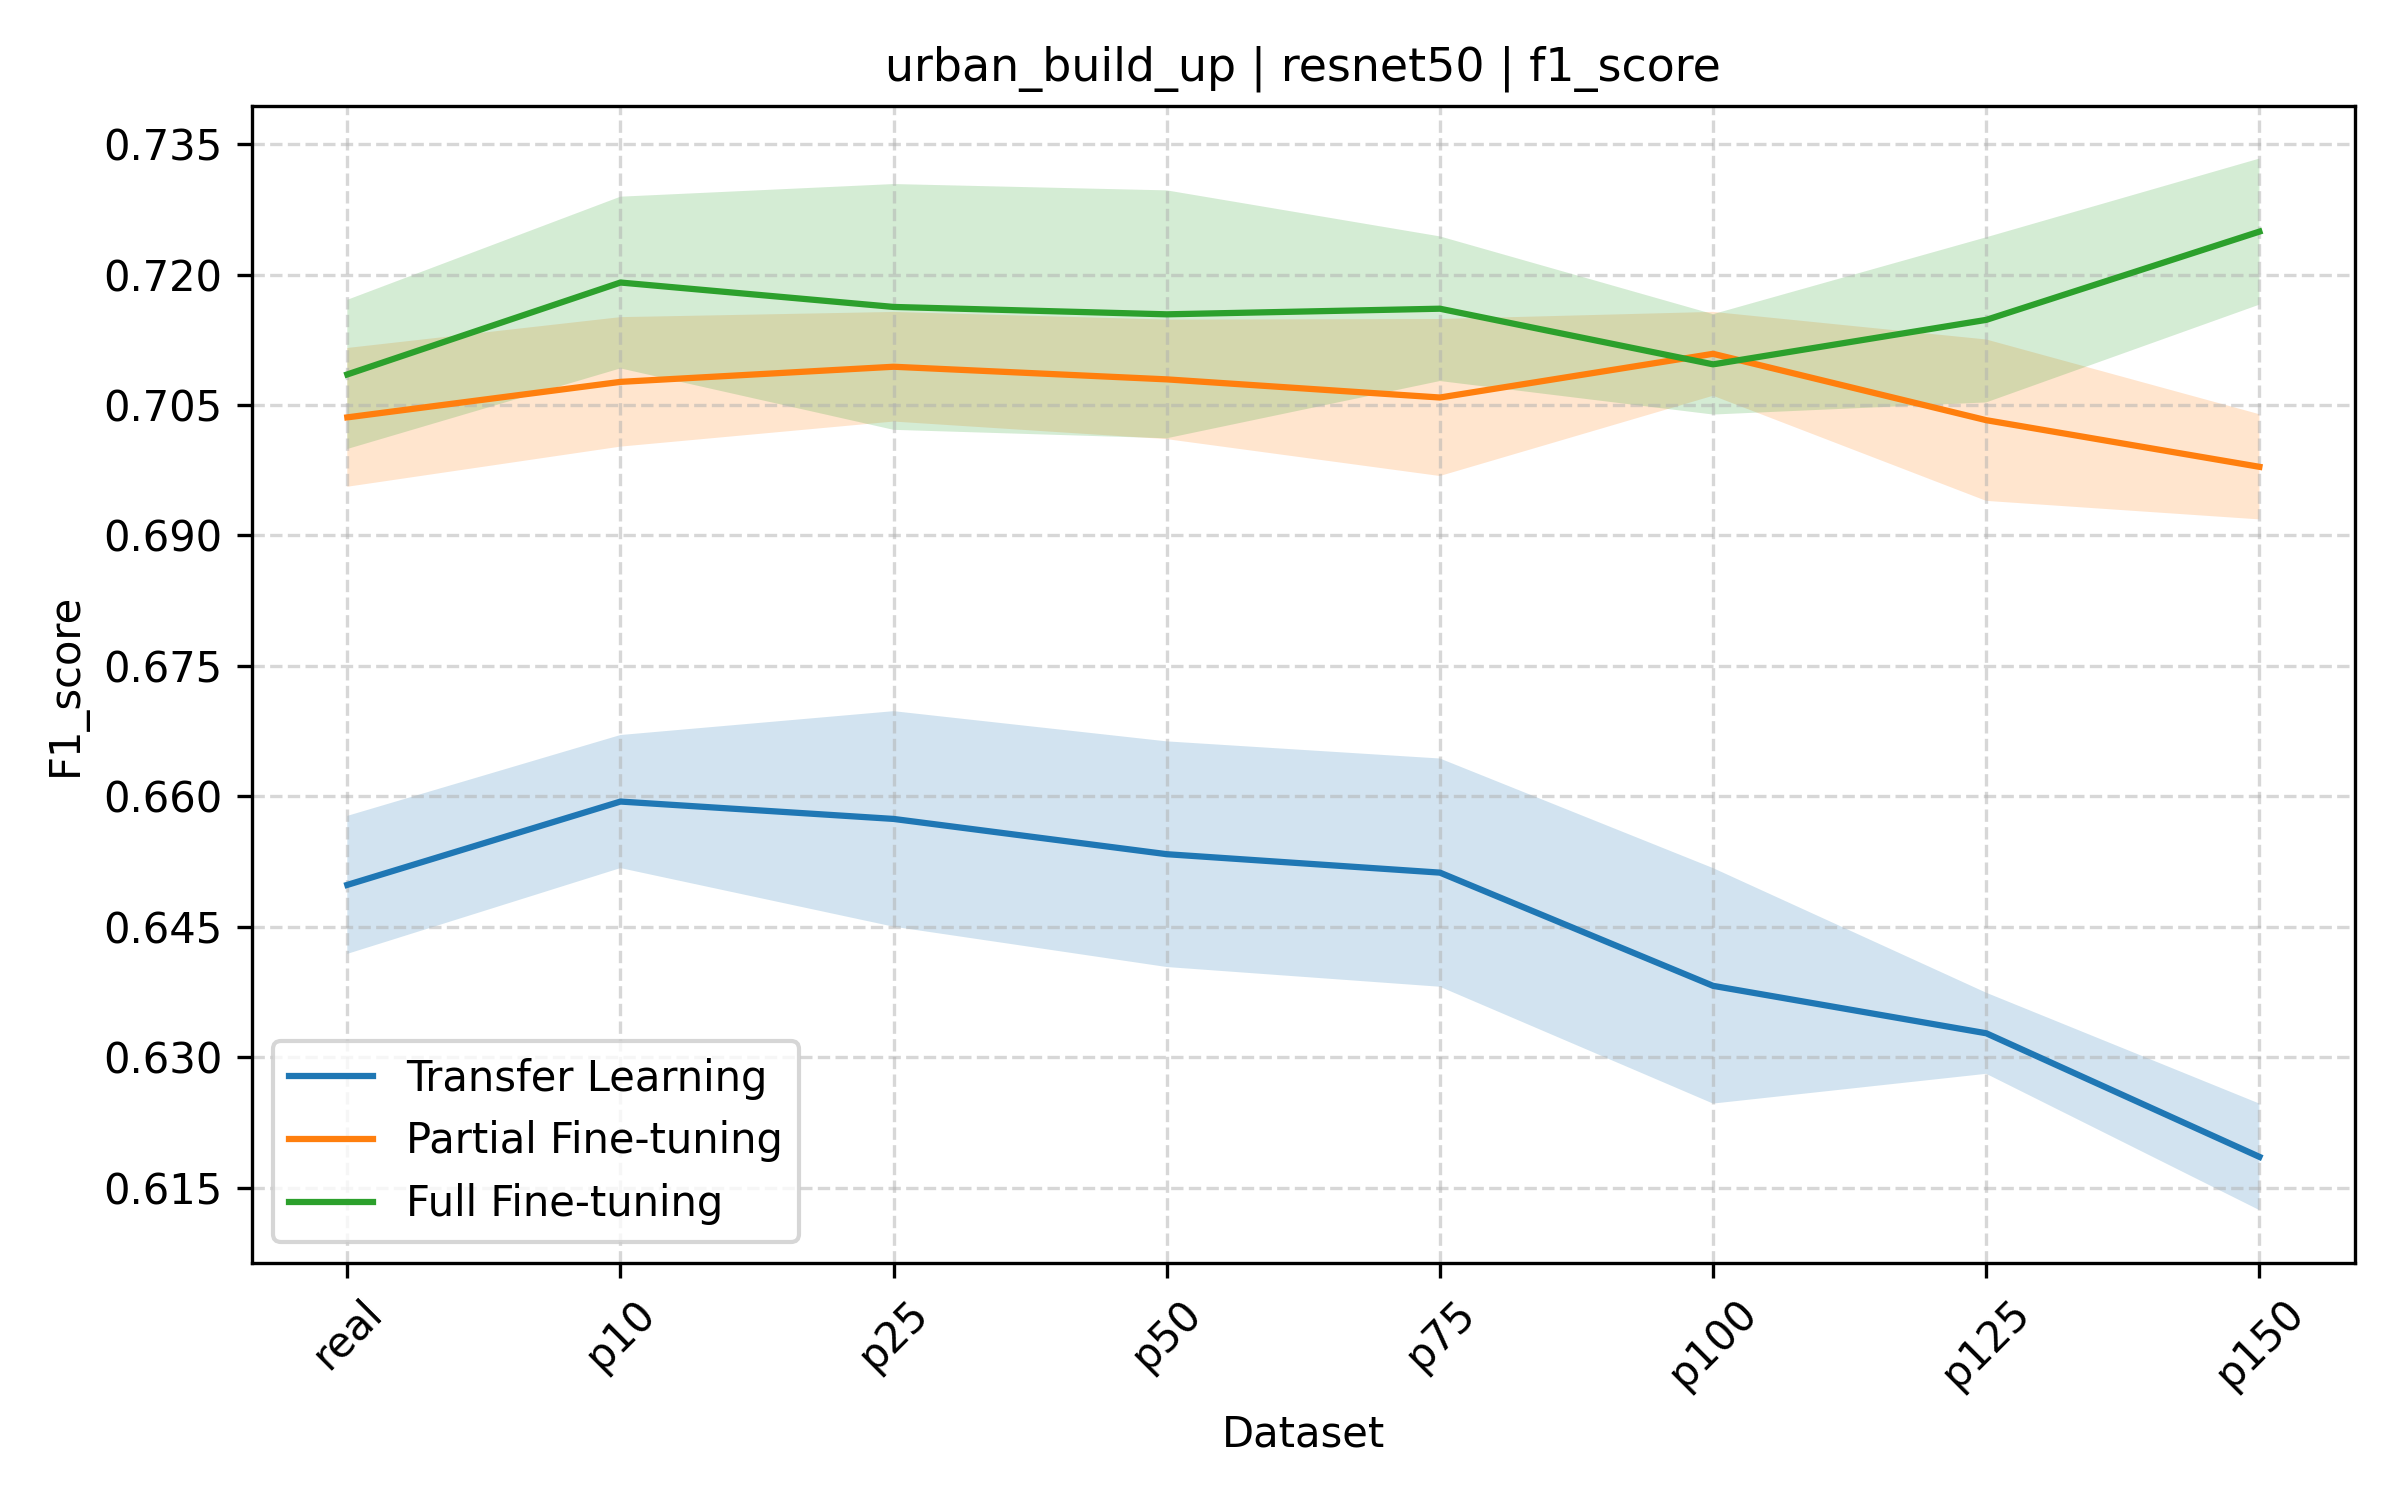 urban_build_up | resnet50 | f1_score
F1_score
0.735
0.720
0.705
0.690
0.675
0.660
0.645
0.630
0.615
Transfer Learning
Partial Fine-tuning
Full Fine-tuning
real
p10
p25
p50
p75
p100
p125
p150
Dataset